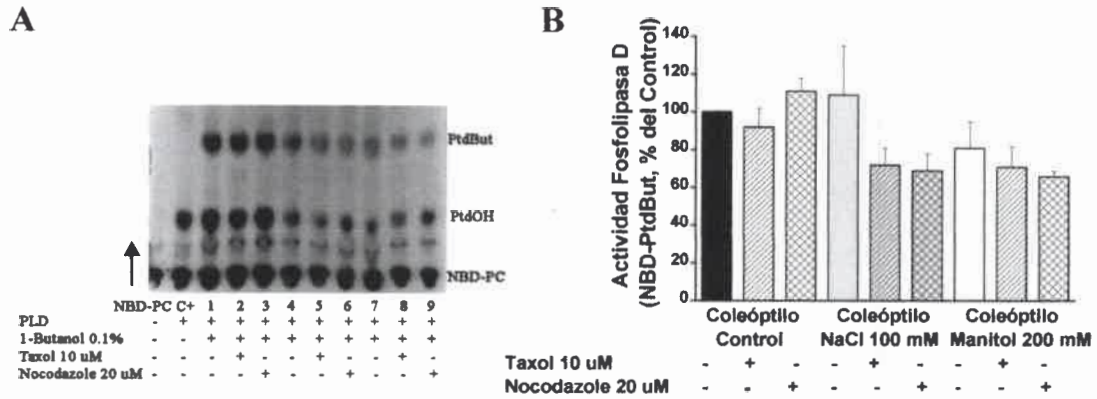 A
PtdBut
PtdOH
NBD-PC
NBD-PC C+ 1 2 3 4 5 6 7 8 9
PLD - + + + + + + + + + +
1-Butanol 0.1% - - + + + + + + + + +
Taxol 10 uM - - - + - - + - - + -
Nocodazole 20 uM - - - - + - - + - - +
B
Actividad Fosfolipasa D
(NBD-PtdBut, % del Control)
140
120
100
80
60
40
20
0
Coleóptilo Coleóptilo Coleóptilo
Control NaCl 100 mM Manitol 200 mM
Taxol 10 uM - + - - + - - + -
Nocodazole 20 uM - - + - - + - - +